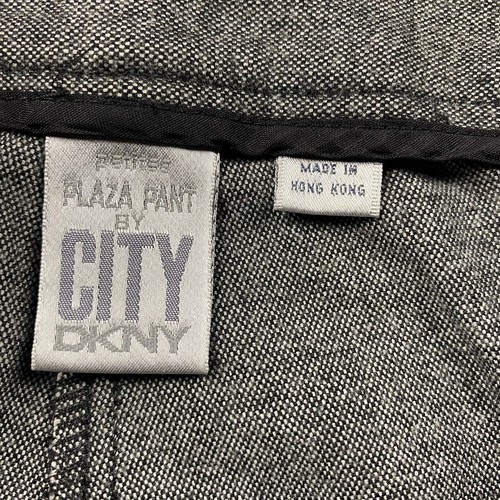 Petites
PLAZA PANT
BY
CITY
DKNY
MADE IN
HONG KONG